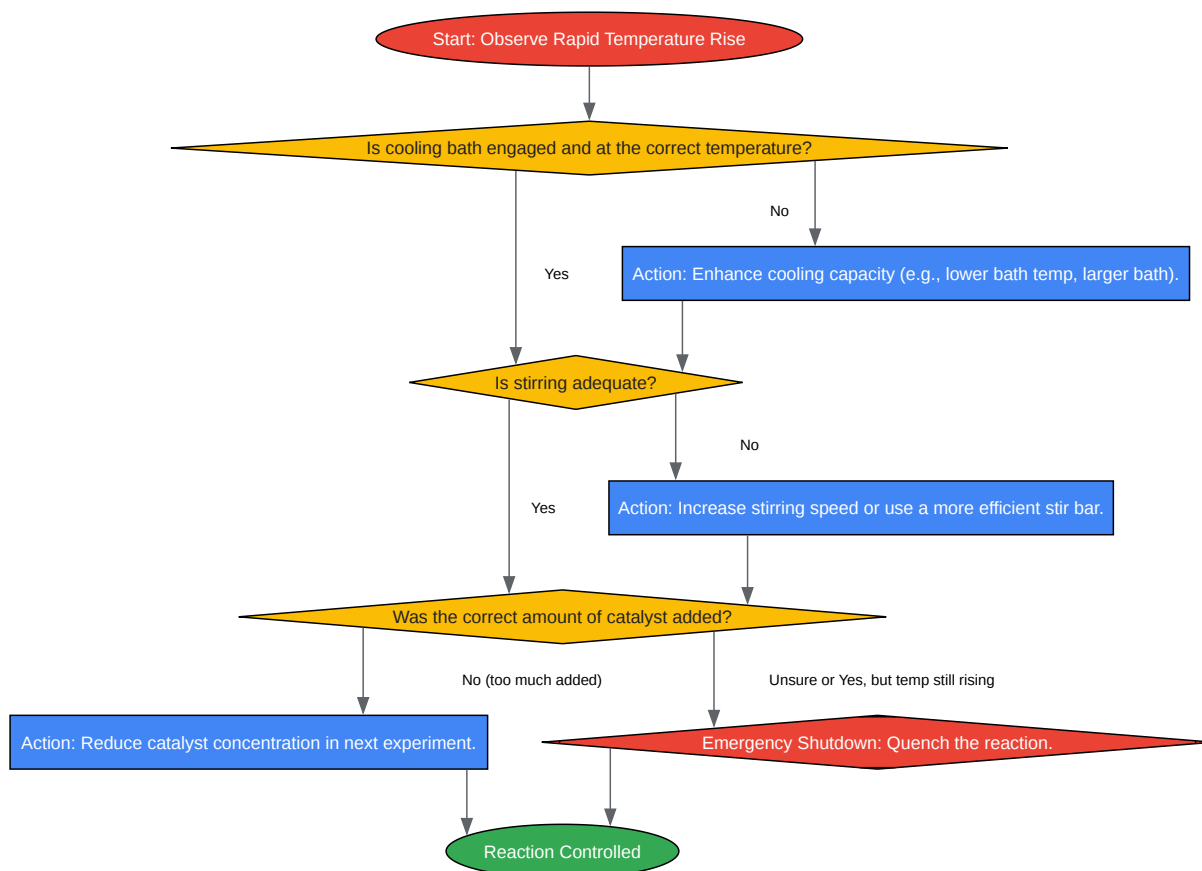 Start: Observe Rapid Temperature Rise
Is cooling bath engaged and at the correct temperature?
No
Yes
Action: Enhance cooling capacity (e.g., lower bath temp, larger bath).
Is stirring adequate?
No
Yes
Action: Increase stirring speed or use a more efficient stir bar.
Was the correct amount of catalyst added?
No (too much added)
Unsure or Yes, but temp still rising
Action: Reduce catalyst concentration in next experiment.
Emergency Shutdown: Quench the reaction.
Reaction Controlled